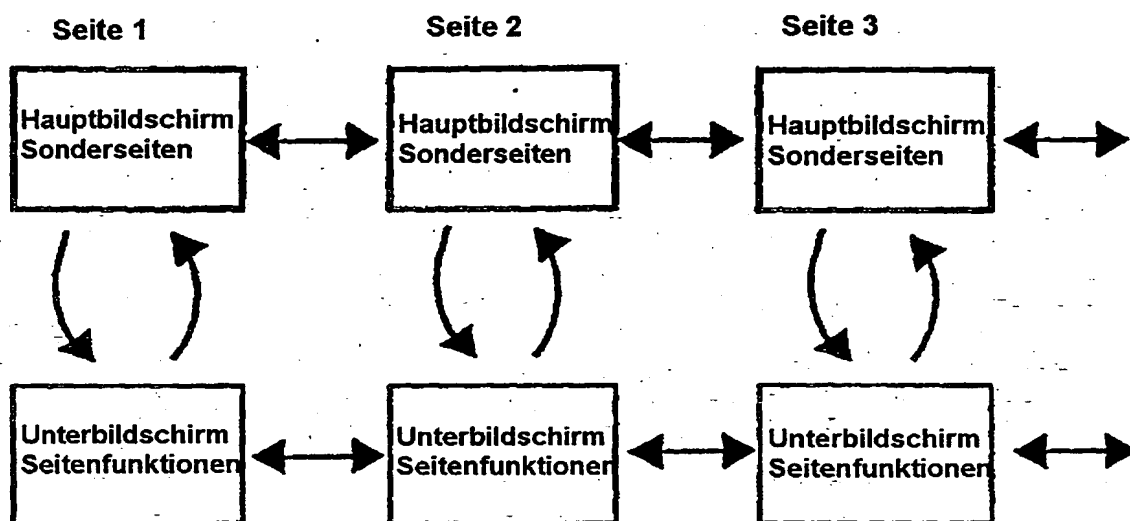 Seite 1
Seite 2
Seite 3
Hauptbildschirm
Sonderseiten
Hauptbildschirm
Sonderseiten
Hauptbildschirm
Sonderseiten
Unterbildschirm
Seitenfunktionen
Unterbildschirm
Seitenfunktionen
Unterbildschirm
Seitenfunktionen